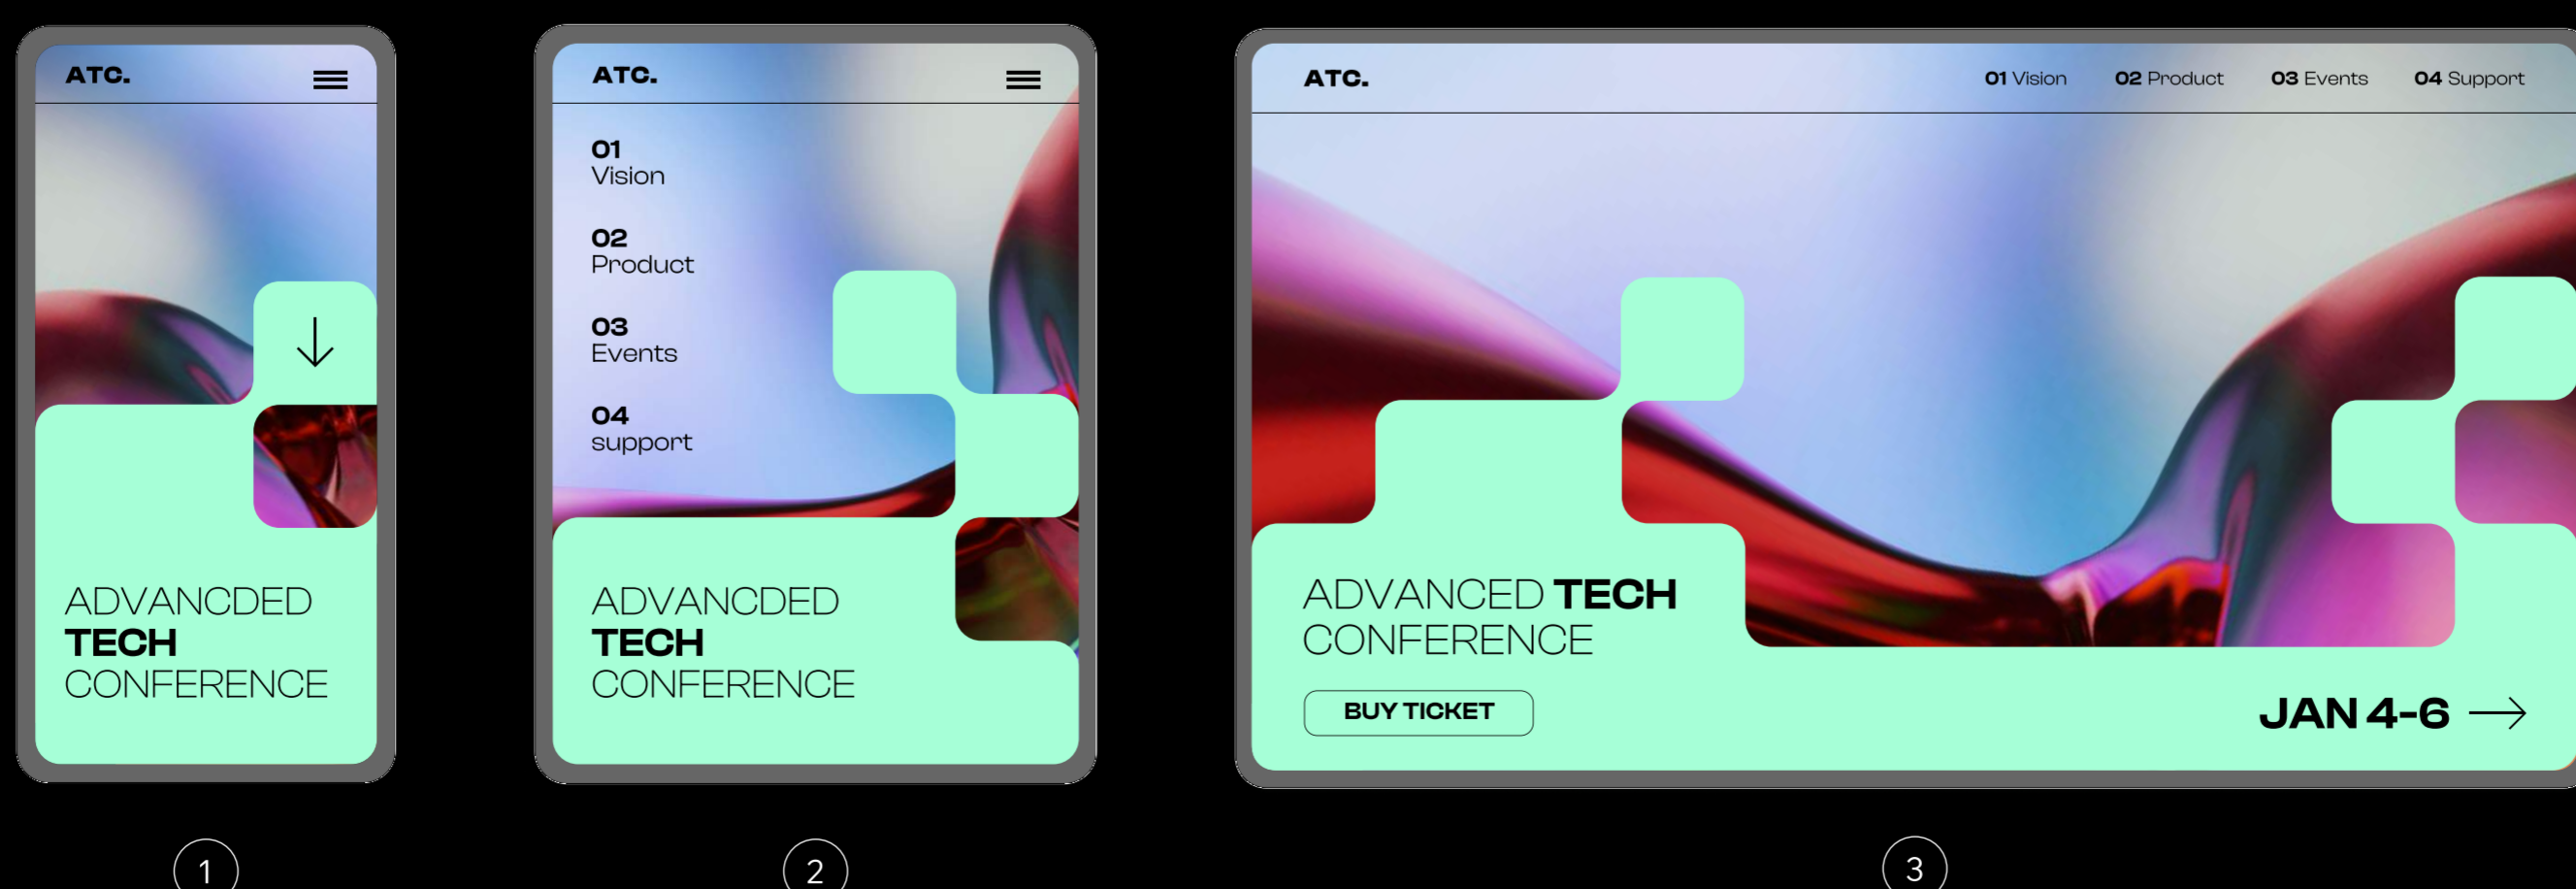 ATC.
ADVANCDED
TECH
CONFERENCE
1
ATC.
01
Vision
02
Product
03
Events
04
support
ADVANCDED
TECH
CONFERENCE
2
ATC.
01 Vision 02 Product 03 Events 04 Support
ADVANCED TECH
CONFERENCE
BUY TICKET
JAN 4-6
3